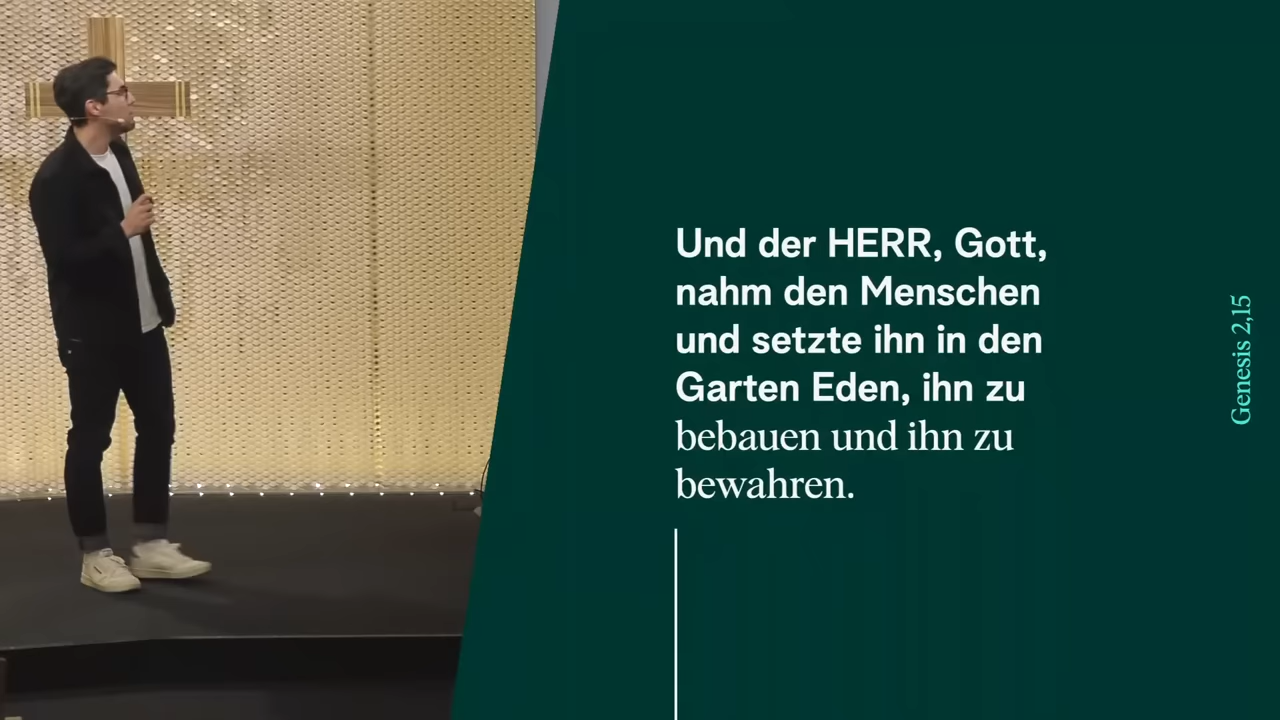 Und der HERR, Gott,
nahm den Menschen
und setzte ihn in den
Garten Eden, ihn zu
bebauen und ihn zu
bewahren.
Genesis 2,15